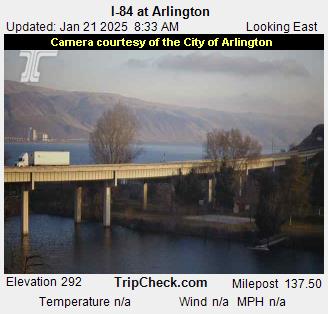 I-84 at Arlington
Updated: Jan 21 2025 8:33 AM Looking East
Camera courtesy of the City of Arlington
Elevation 292 TripCheck.com Milepost 137.50
Temperature n/a Wind n/a MPH n/a